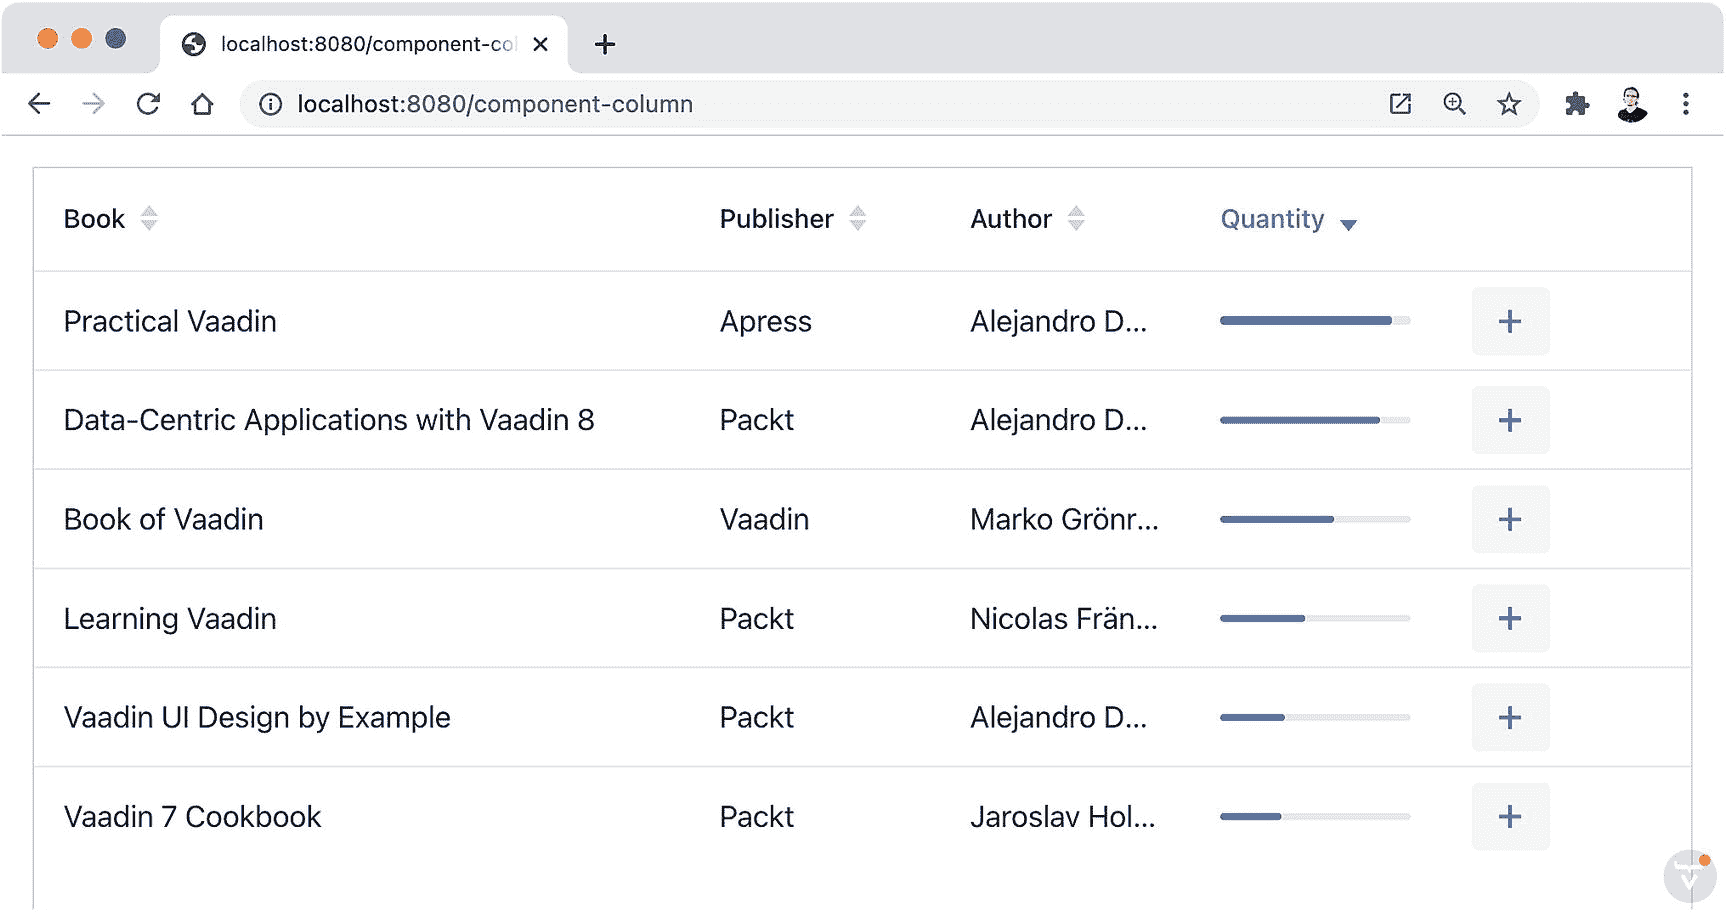 localhost:8080/component-col
localhost:8080/component-column
Book Publisher Author Quantity
Practical Vaadin Apress Alejandro D... +
Data-Centric Applications with Vaadin 8 Packt Alejandro D... +
Book of Vaadin Vaadin Marko Grönr... +
Learning Vaadin Packt Nicolas Frän... +
Vaadin UI Design by Example Packt Alejandro D... +
Vaadin 7 Cookbook Packt Jaroslav Hol... +